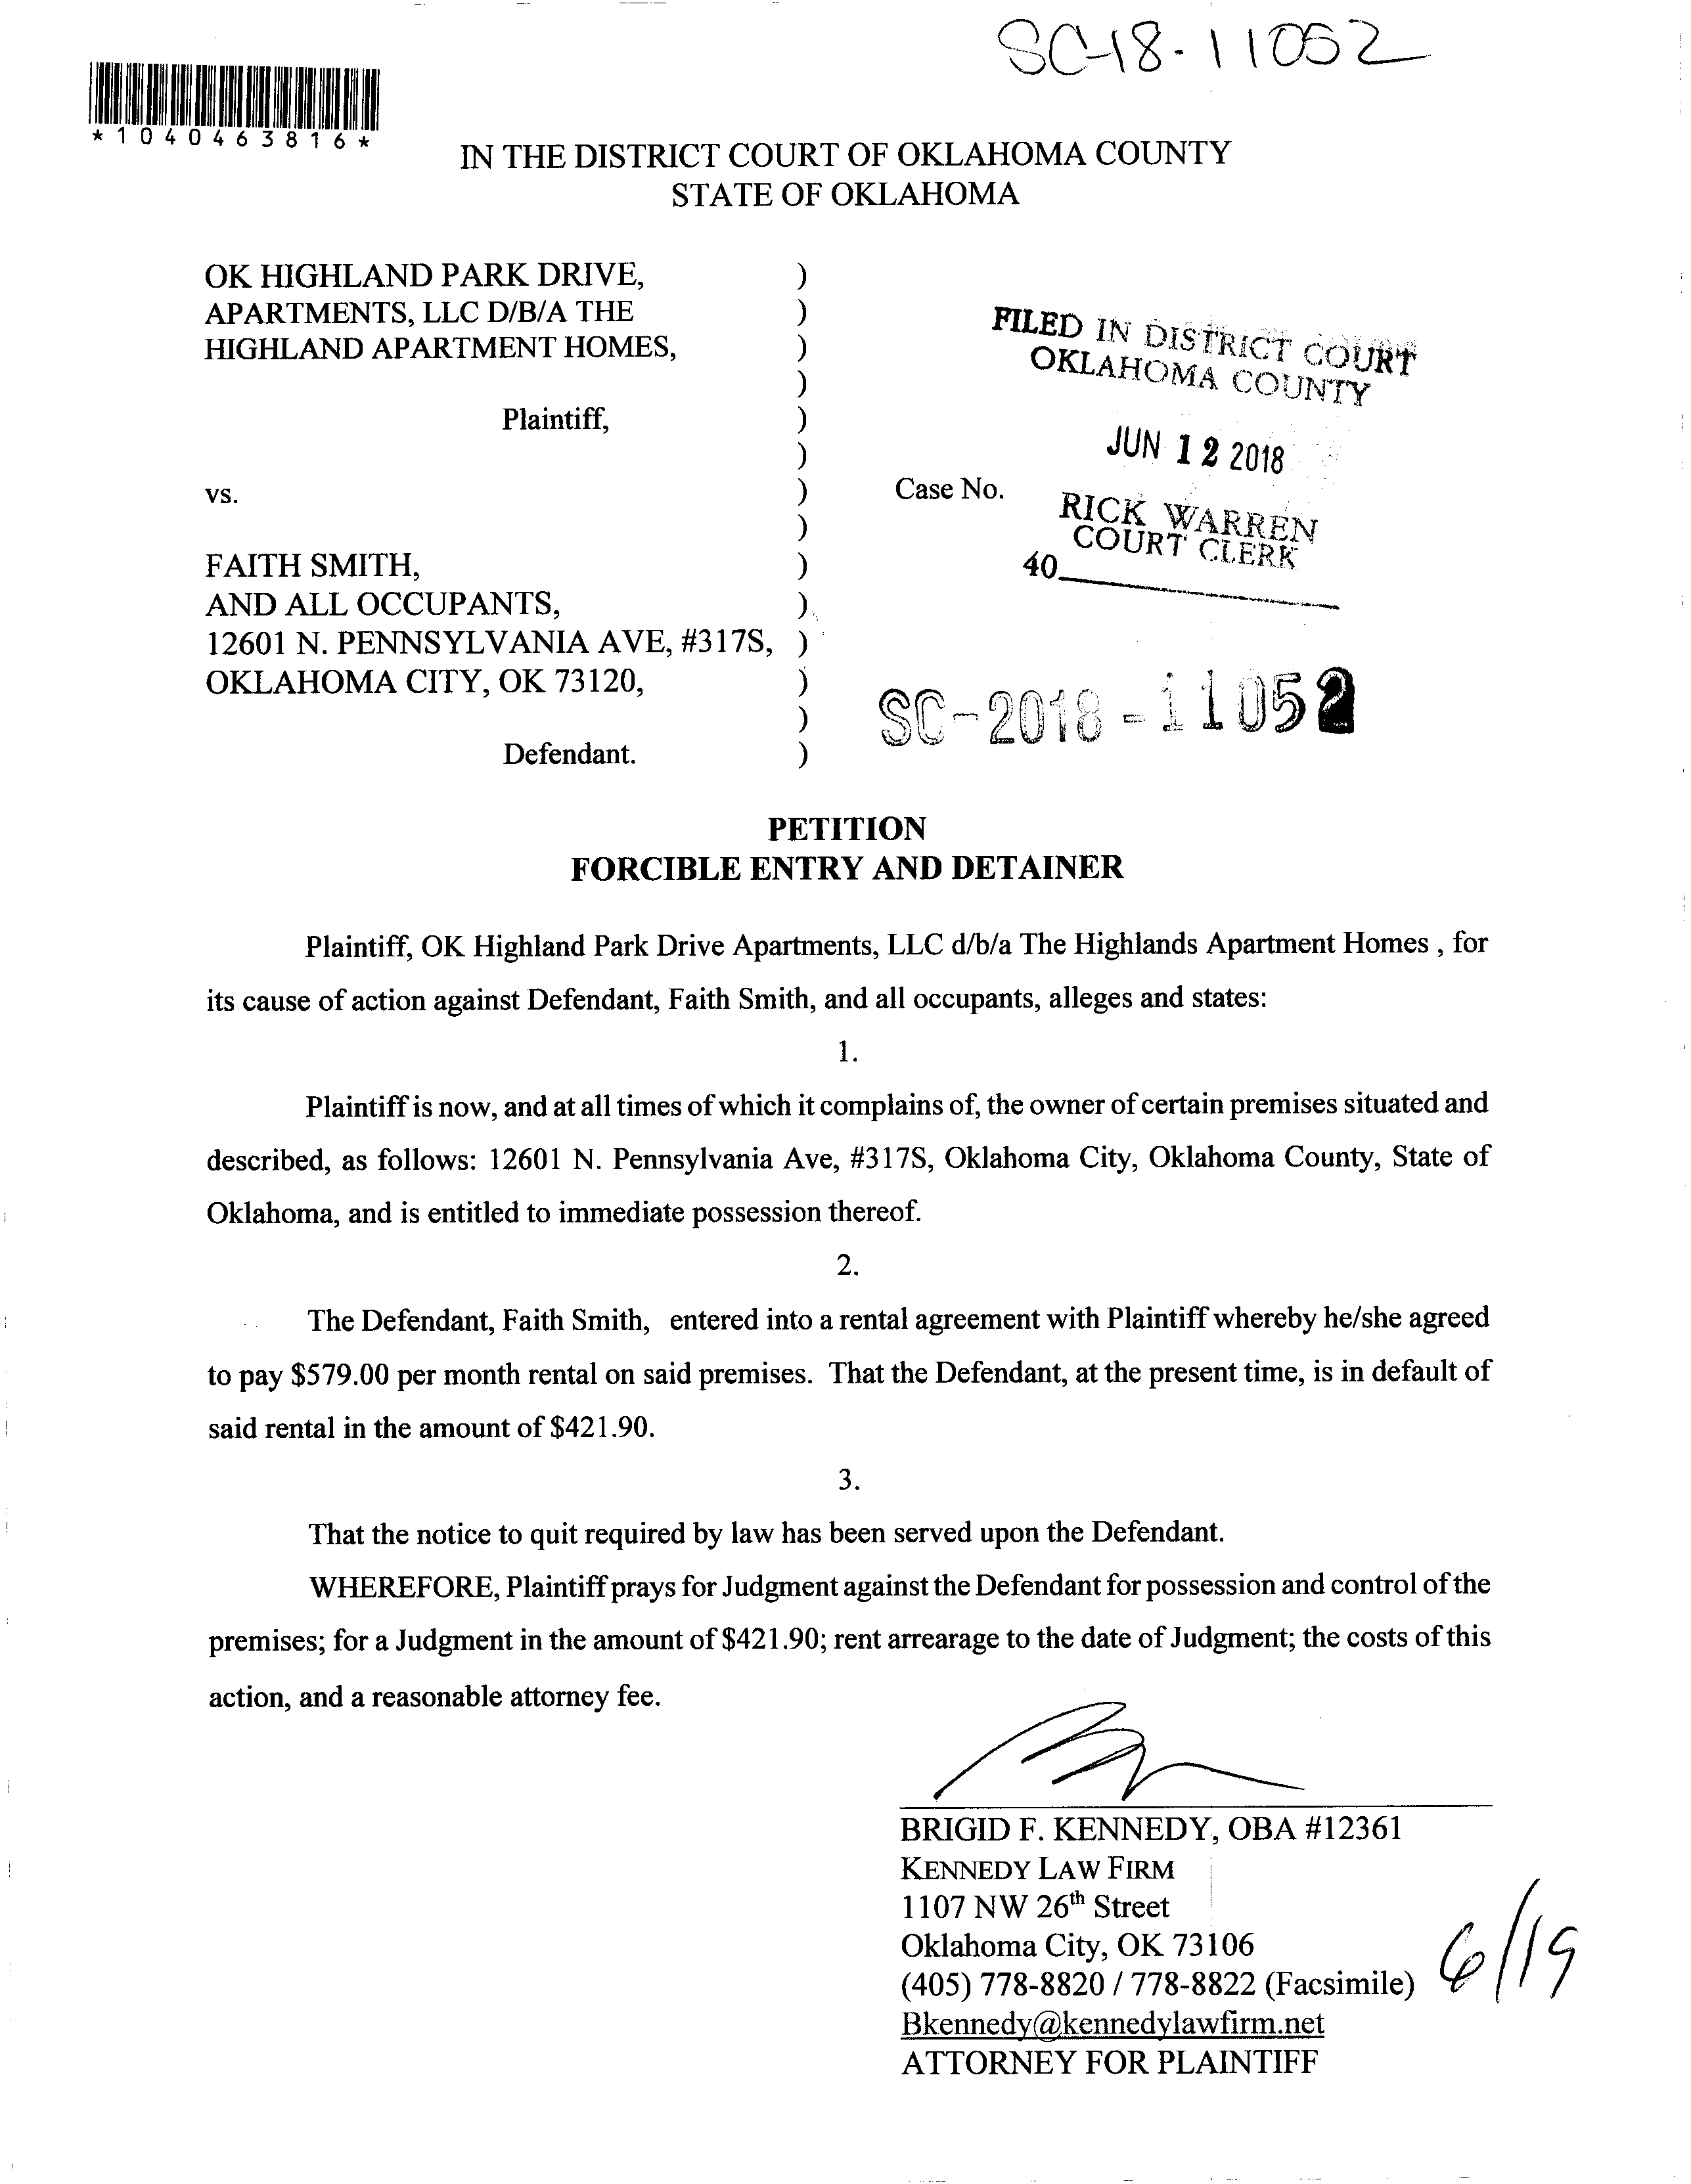 SC-18-11052
*1040463816*
IN THE DISTRICT COURT OF OKLAHOMA COUNTY
STATE OF OKLAHOMA
OK HIGHLAND PARK DRIVE, )
APARTMENTS, LLC D/B/A THE )
HIGHLAND APARTMENT HOMES, )
)
Plaintiff, )
)
vs. ) Case No.
)
FAITH SMITH, )
AND ALL OCCUPANTS, )
12601 N. PENNSYLVANIA AVE, #317S, )
OKLAHOMA CITY, OK 73120, )
)
Defendant. )
FILED IN DISTRICT COURT
OKLAHOMA COUNTY
JUN 12 2018
RICK WARREN
COURT CLERK
40
SC-2018-11052
PETITION
FORCIBLE ENTRY AND DETAINER
Plaintiff, OK Highland Park Drive Apartments, LLC d/b/a The Highlands Apartment Homes , for
its cause of action against Defendant, Faith Smith, and all occupants, alleges and states:
1.
Plaintiff is now, and at all times of which it complains of, the owner of certain premises situated and
described, as follows: 12601 N. Pennsylvania Ave, #317S, Oklahoma City, Oklahoma County, State of
Oklahoma, and is entitled to immediate possession thereof.
2.
The Defendant, Faith Smith, entered into a rental agreement with Plaintiff whereby he/she agreed
to pay $579.00 per month rental on said premises. That the Defendant, at the present time, is in default of
said rental in the amount of $421.90.
3.
That the notice to quit required by law has been served upon the Defendant.
WHEREFORE, Plaintiff prays for Judgment against the Defendant for possession and control of the
premises; for a Judgment in the amount of $421.90; rent arrearage to the date of Judgment; the costs of this
action, and a reasonable attorney fee.
BRIGID F. KENNEDY, OBA #12361
KENNEDY LAW FIRM
1107 NW 26th Street
Oklahoma City, OK 73106
(405) 778-8820 / 778-8822 (Facsimile)
Bkennedy@kennedylawfirm.net
ATTORNEY FOR PLAINTIFF
6/19